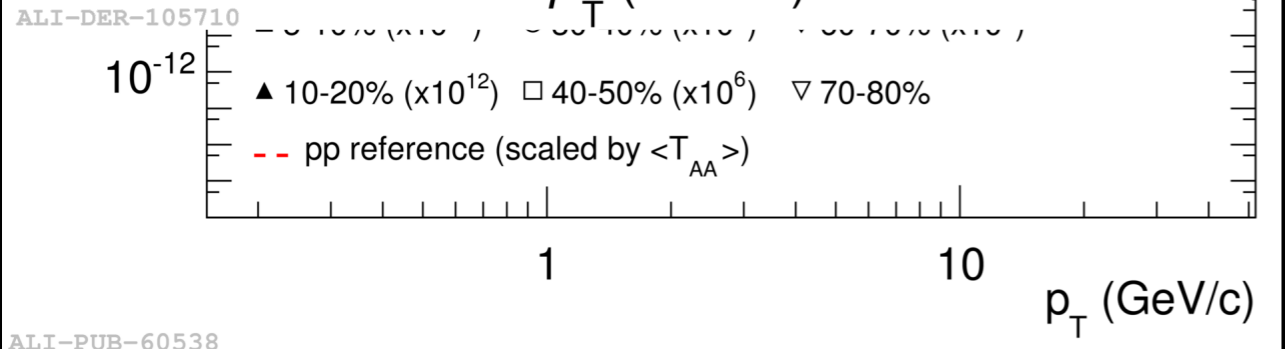 ALI-DER-105710
10-12
▲ 10-20% (x10^12) □ 40-50% (x10^6) ▽ 70-80%
pp reference (scaled by <T_AA>)
1 10
p_T (GeV/c)
ALI-PUB-60538